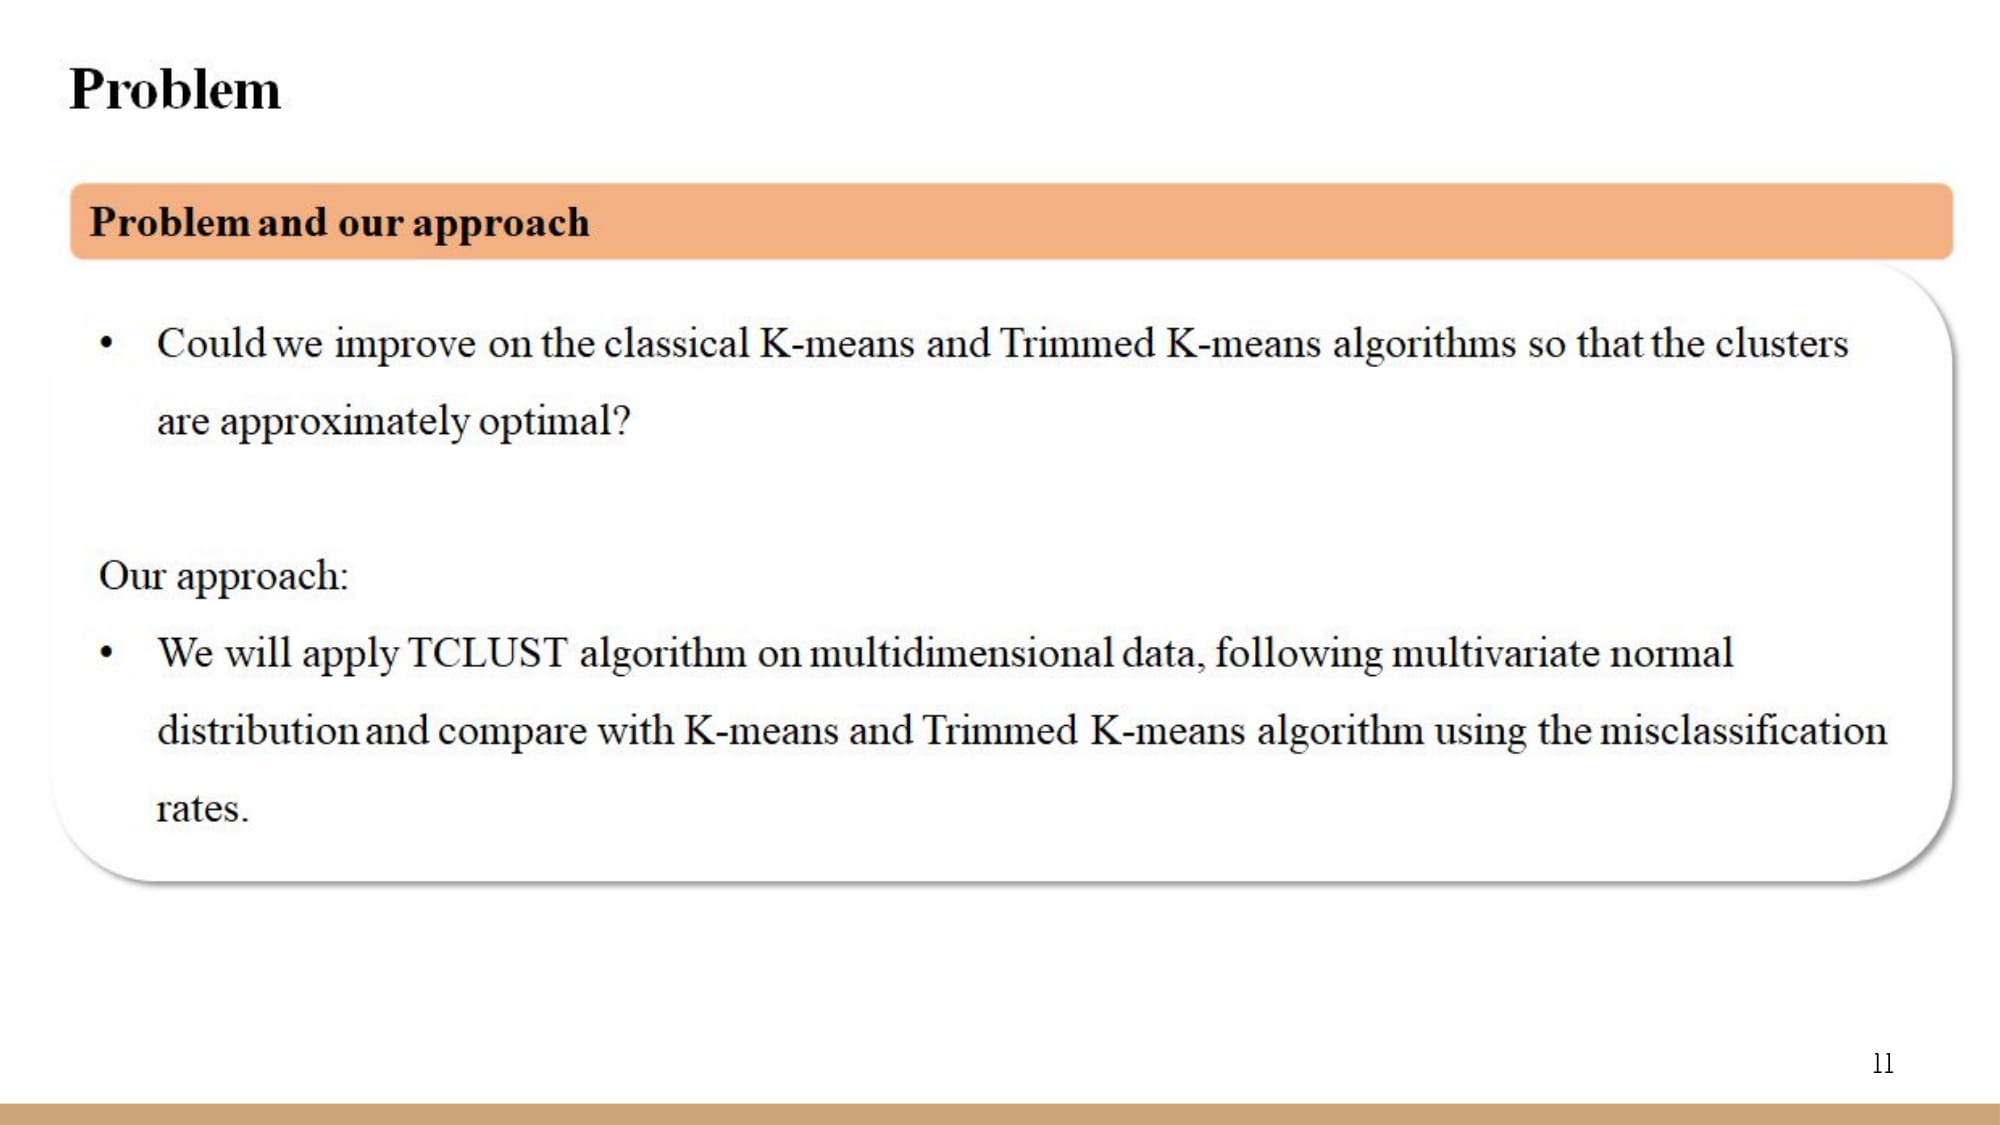 Problem
Problem and our approach
• Could we improve on the classical K-means and Trimmed K-means algorithms so that the clusters
are approximately optimal?
Our approach:
• We will apply TCLUST algorithm on multidimensional data, following multivariate normal
distribution and compare with K-means and Trimmed K-means algorithm using the misclassification
rates.
11